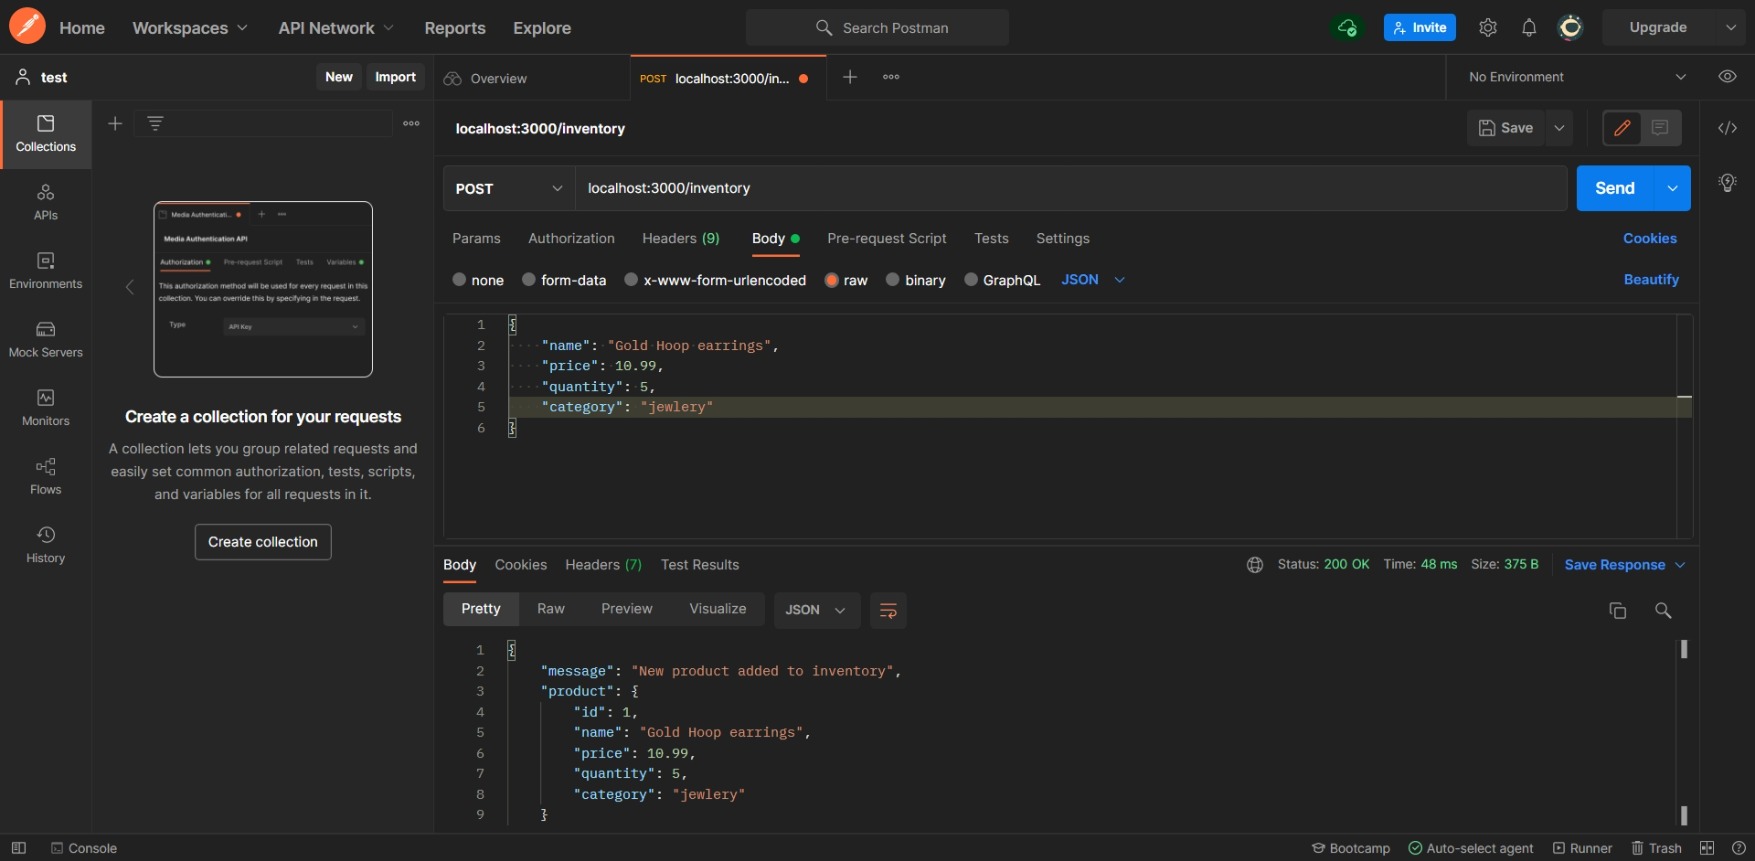 Home Workspaces API Network Reports Explore Search Postman Invite Upgrade
test New Import Overview POST localhost:3000/in... No Environment
Collections
APIs
Environments
Mock Servers
Monitors
Flows
History
Media Authenticati...
Media Authentication API
Authorization Pre-request Script Tests Variables
This authorization method will be used for every request in this
collection. You can override this by specifying in the request.
Type API Key
Create a collection for your requests
A collection lets you group related requests and
easily set common authorization, tests, scripts,
and variables for all requests in it.
Create collection
localhost:3000/inventory Save
POST localhost:3000/inventory Send
Params Authorization Headers (9) Body Pre-request Script Tests Settings Cookies
none form-data x-www-form-urlencoded raw binary GraphQL JSON Beautify
1 {
2 "name": "Gold Hoop earrings",
3 "price": 10.99,
4 "quantity": 5,
5 "category": "jewlery"
6 }
Body Cookies Headers (7) Test Results Status: 200 OK Time: 48 ms Size: 375 B Save Response
Pretty Raw Preview Visualize JSON
1 {
2 "message": "New product added to inventory",
3 "product": {
4 "id": 1,
5 "name": "Gold Hoop earrings",
6 "price": 10.99,
7 "quantity": 5,
8 "category": "jewlery"
9 }
Console Bootcamp Auto-select agent Runner Trash